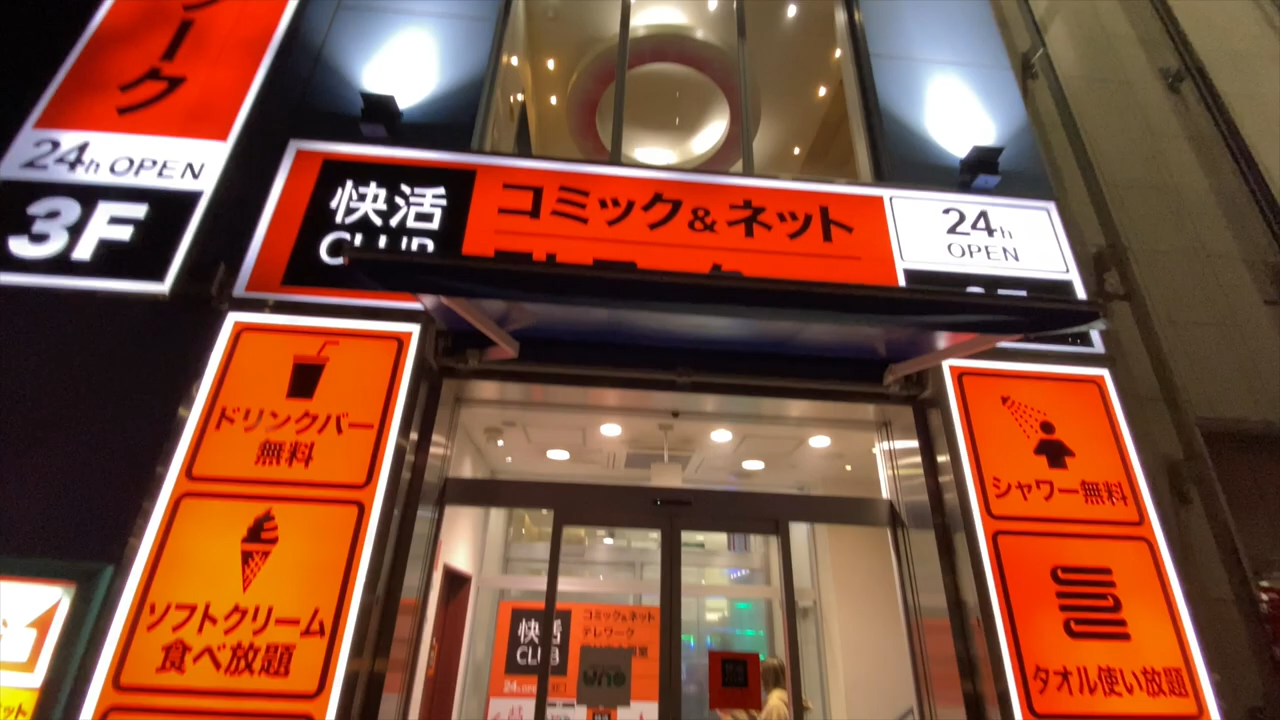 ーク
24h OPEN
3F
快活
CLUB
コミック&ネット
24h
OPEN
ドリンクバー
無料
ソフトクリーム
食べ放題
シャワー無料
タオル使い放題
快活
CLUB
コミック&ネット
テレワーク